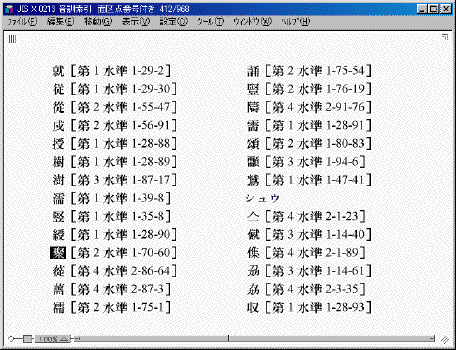 JIS X 0213 音訓索引 面区点番号付き 412/968
ファイル(F) 編集(E) 移動(G) 表示(V) 設定(O) ツール(T) ウィンドウ(W) ヘルプ(H)
就［第1水準1-29-2］
従［第1水準1-29-30］
從［第2水準1-55-47］
戍［第2水準1-56-91］
授［第1水準1-28-88］
樹［第1水準1-28-89］
澍［第3水準1-87-17］
濡［第1水準1-39-8］
竪［第1水準1-35-8］
綬［第1水準1-28-90］
聚［第2水準1-70-60］
［第4水準2-86-64］
［第4水準2-87-3］
襦［第2水準1-75-1］
誦［第2水準1-75-54］
豎［第2水準1-76-19］
［第4水準2-91-76］
需［第1水準1-28-91］
頌［第2水準1-80-83］
顬［第3水準1-94-6］
鷲［第1水準1-47-41］
シュウ
亼［第4水準2-1-23］
僦［第3水準1-14-40］
［第4水準2-1-89］
［第3水準1-14-61］
［第4水準2-3-35］
収［第1水準1-28-93］
100%